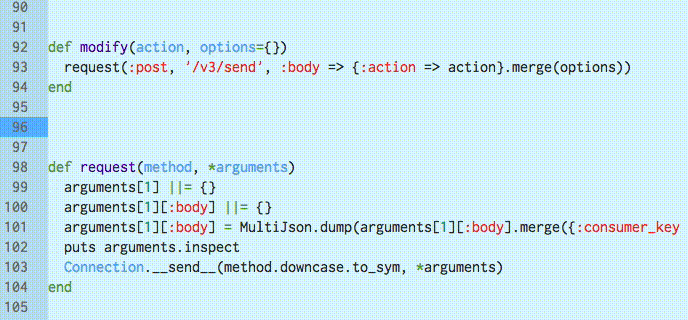 90
91
92 def modify(action, options={})
93   request(:post, '/v3/send', :body => {:action => action}.merge(options))
94 end
95
96
97
98 def request(method, *arguments)
99   arguments[1] ||= {}
100   arguments[1][:body] ||= {}
101   arguments[1][:body] = MultiJson.dump(arguments[1][:body].merge({:consumer_key
102   puts arguments.inspect
103   Connection.__send__(method.downcase.to_sym, *arguments)
104 end
105